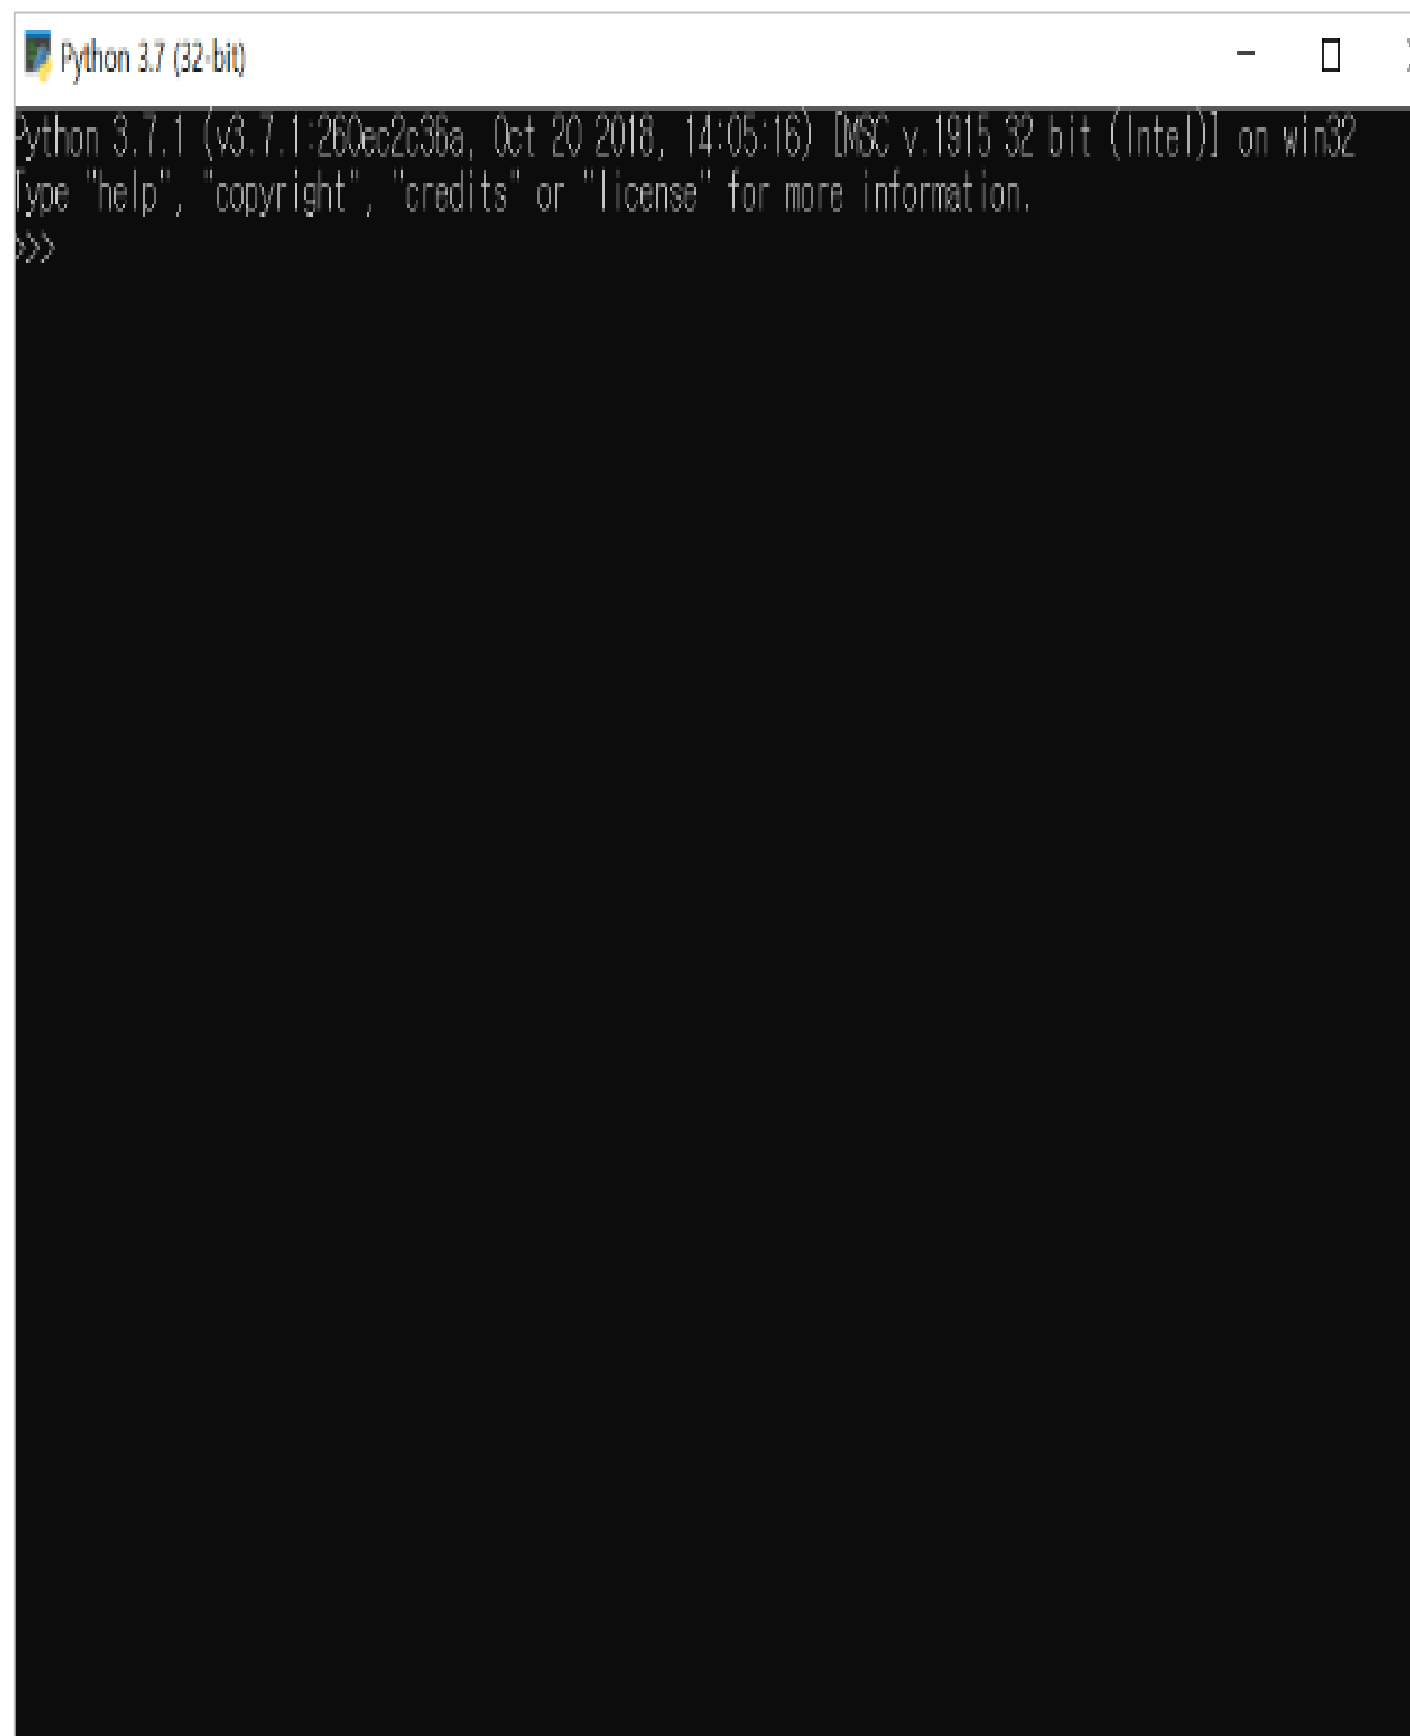 Python 3.7 (32-bit)
Python 3.7.1 (v3.7.1:260ec2c36a, Oct 20 2018, 14:05:16) [MSC v.1915 32 bit (Intel)] on win32
Type "help", "copyright", "credits" or "license" for more information.
>>>